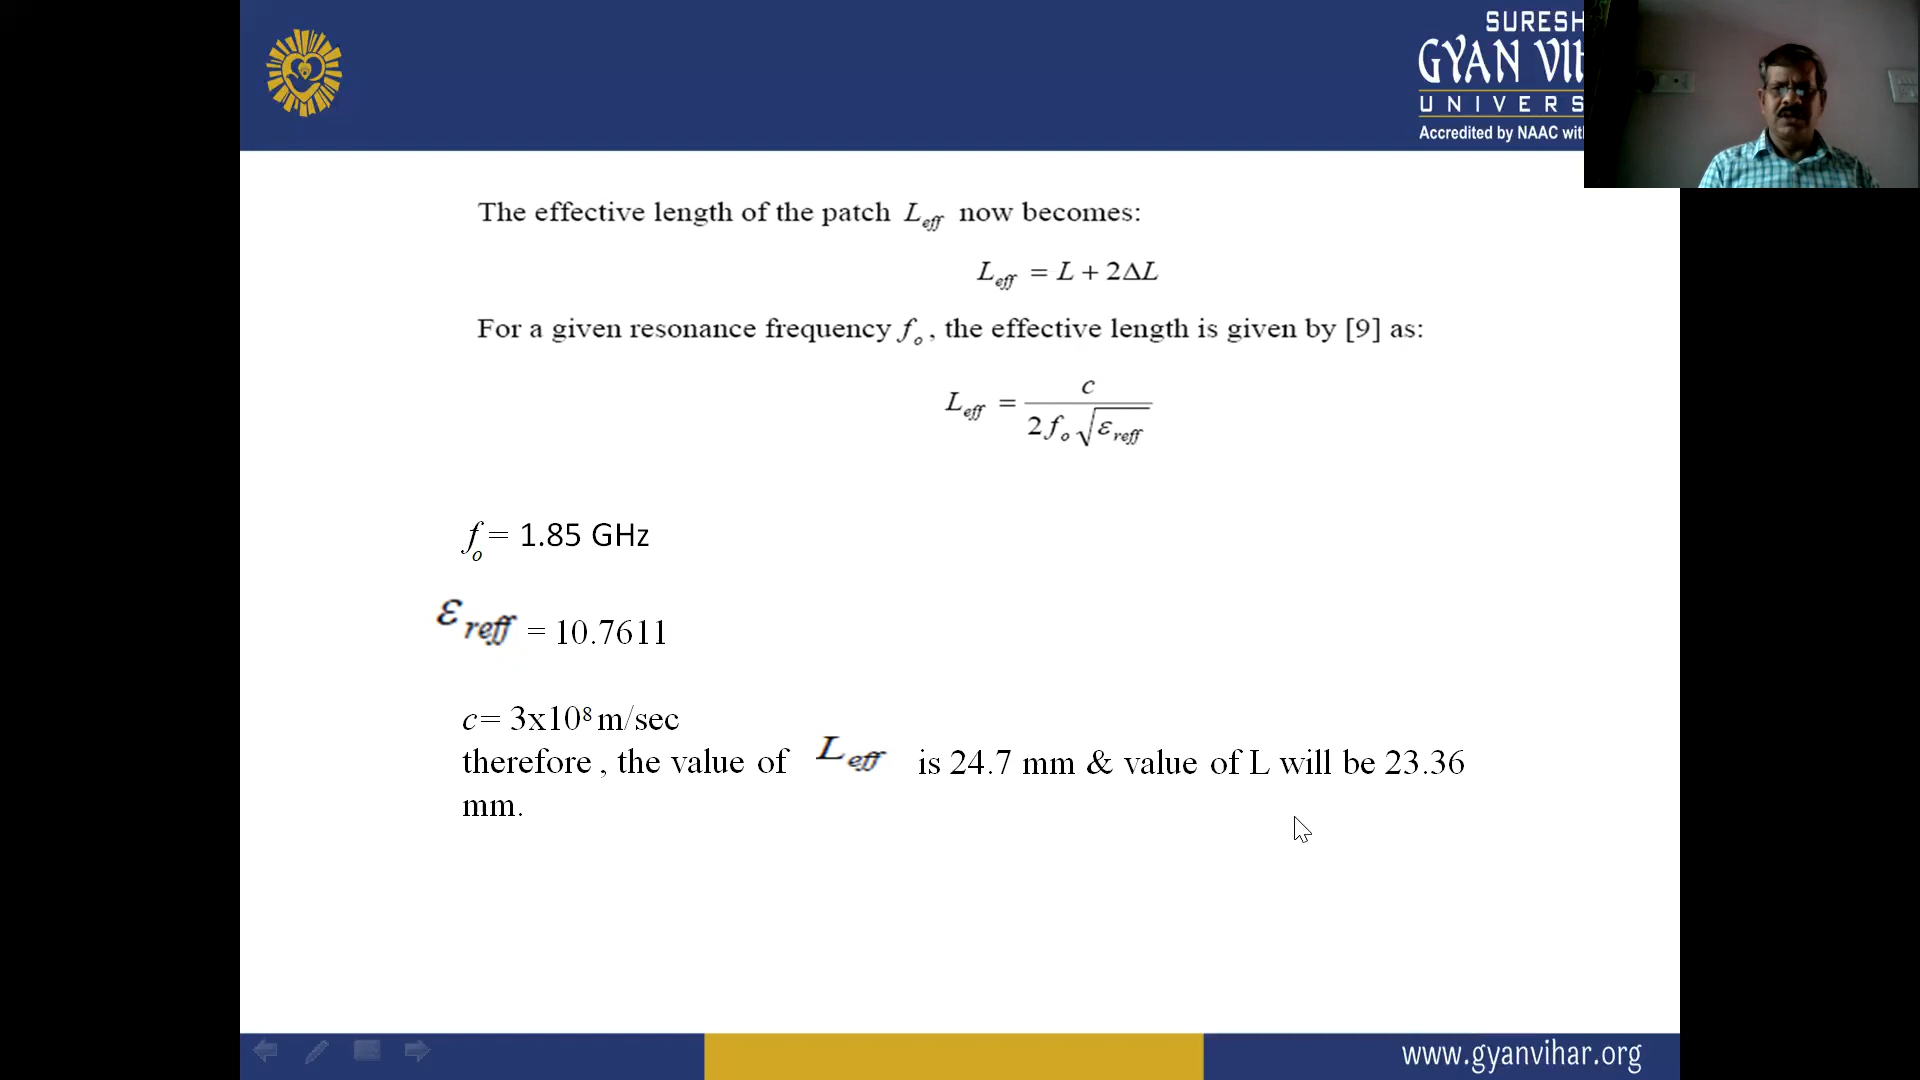 SURESH
GYAN VI
UNIVERS
Accredited by NAAC wit
The effective length of the patch L_eff now becomes:
L_eff = L + 2ΔL
For a given resonance frequency f_o, the effective length is given by [9] as:
L_eff = c / (2 f_o √ε_reff)
f_o = 1.85 GHz
ε_reff = 10.7611
c= 3x10⁸ m/sec
therefore , the value of L_eff is 24.7 mm & value of L will be 23.36
mm.
www.gyanvihar.org